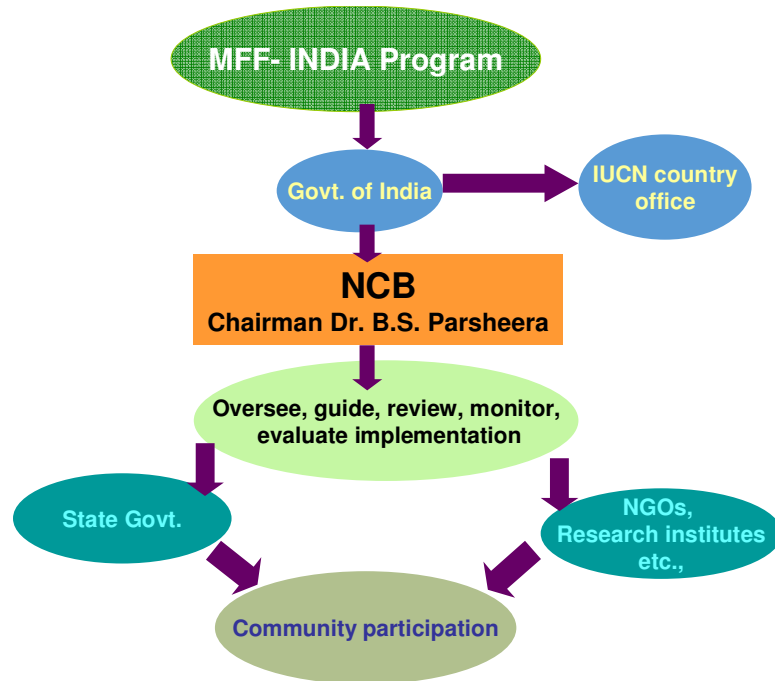 MFF- INDIA Program
Govt. of India
IUCN country
office
NCB
Chairman Dr. B.S. Parsheera
Oversee, guide, review, monitor,
evaluate implementation
State Govt.
NGOs,
Research institutes
etc.,
Community participation